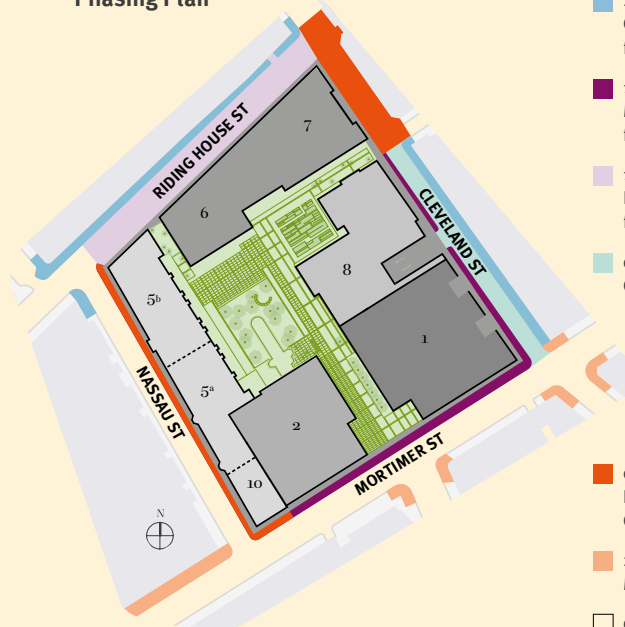 Phasing Plan
RIDING HOUSE ST
7
6
CLEVELAND ST
8
5b
1
NASSAU ST
5a
2
MORTIMER ST
10
N